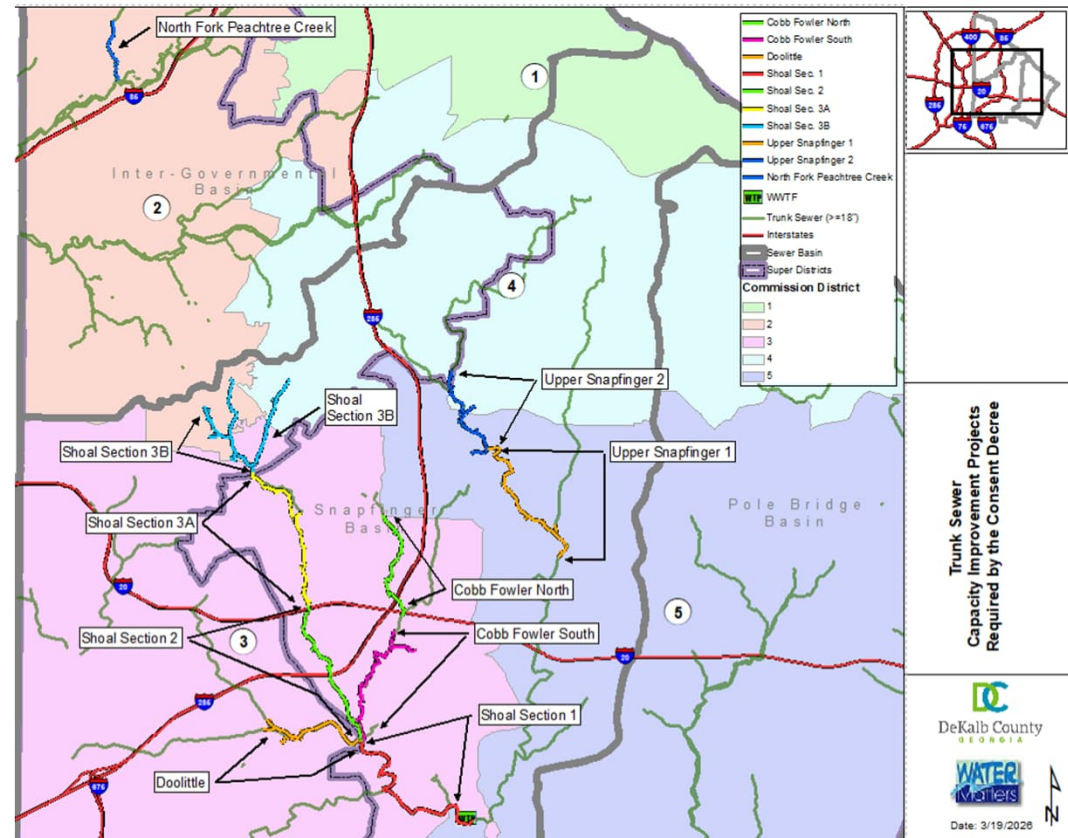 North Fork Peachtree Creek
85
1
Inter-Governmental
Basin
2
4
285
Upper Snapfinger 2
Shoal
Section 3B
Shoal Section 3B
Upper Snapfinger 1
Shoal Section 3A
Snapfinger
Basin
Pole Bridge
Basin
20
Cobb Fowler North
5
Cobb Fowler South
Shoal Section 2
3
20
285
Shoal Section 1
Doolittle
675
WTP
Cobb Fowler North
Cobb Fowler South
Doolittle
Shoal Sec. 1
Shoal Sec. 2
Shoal Sec. 3A
Shoal Sec. 3B
Upper Snapfinger 1
Upper Snapfinger 2
North Fork Peachtree Creek
WTP WWTF
Trunk Sewer (>=18")
Interstates
Sewer Basin
Super Districts
Commission District
1
2
3
4
5
400
85
20
285
75
675
Trunk Sewer
Capacity Improvement Projects
Required by the Consent Decree
DC
DeKalb County
GEORGIA
WATER
Matters
N
Date: 3/19/2026